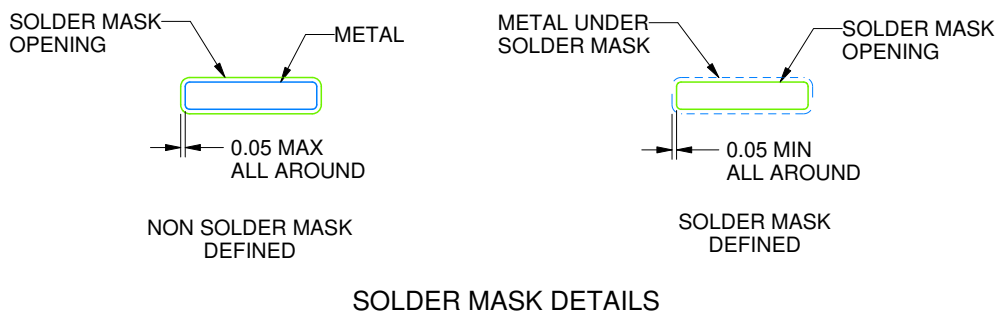 SOLDER MASK
OPENING
METAL
0.05 MAX
ALL AROUND
NON SOLDER MASK
DEFINED
METAL UNDER
SOLDER MASK
SOLDER MASK
OPENING
0.05 MIN
ALL AROUND
SOLDER MASK
DEFINED
SOLDER MASK DETAILS